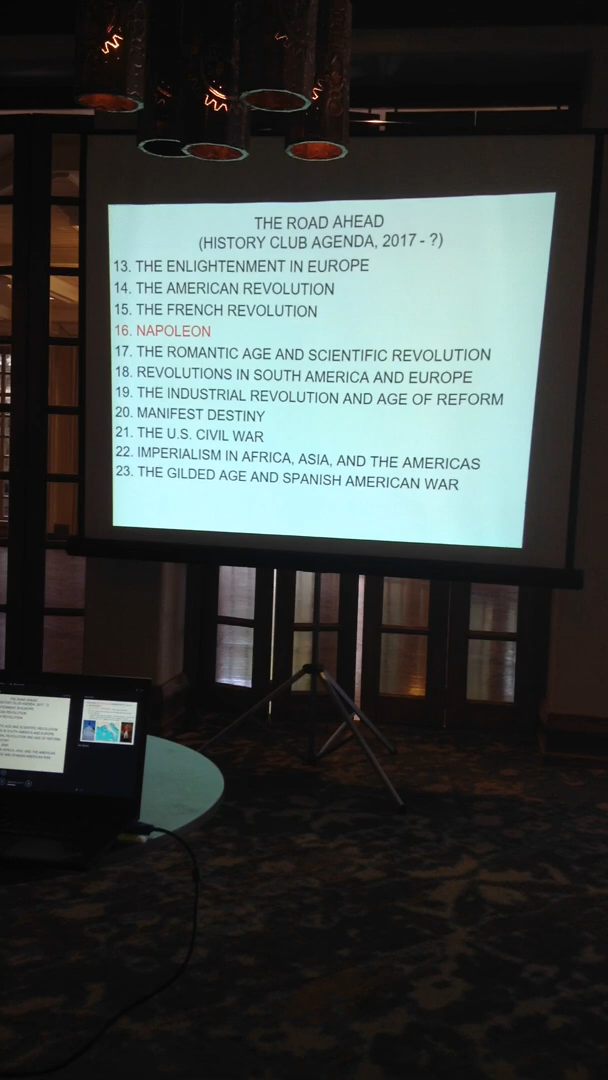 THE ROAD AHEAD
(HISTORY CLUB AGENDA, 2017 - ?)
13. THE ENLIGHTENMENT IN EUROPE
14. THE AMERICAN REVOLUTION
15. THE FRENCH REVOLUTION
16. NAPOLEON
17. THE ROMANTIC AGE AND SCIENTIFIC REVOLUTION
18. REVOLUTIONS IN SOUTH AMERICA AND EUROPE
19. THE INDUSTRIAL REVOLUTION AND AGE OF REFORM
20. MANIFEST DESTINY
21. THE U.S. CIVIL WAR
22. IMPERIALISM IN AFRICA, ASIA, AND THE AMERICAS
23. THE GILDED AGE AND SPANISH AMERICAN WAR